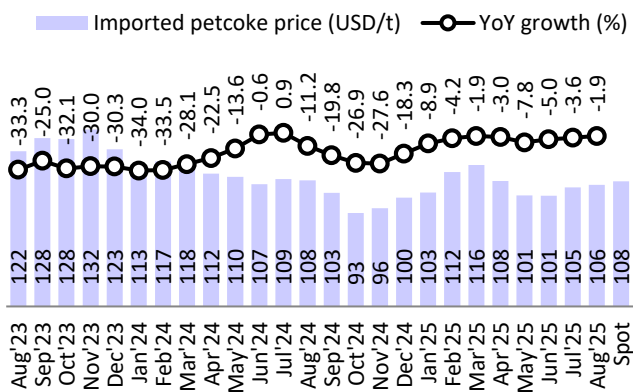 Imported petcoke price (USD/t) YoY growth (%)
-33.3 -25.0 -32.1 -30.0 -30.3 -34.0 -33.5 -28.1 -22.5 -13.6 -0.6 0.9 -11.2 -19.8 -26.9 -27.6 -18.3 -8.9 -4.2 -1.9 -3.0 -7.8 -5.0 -3.6 -1.9
122 128 128 132 123 113 117 118 112 110 107 109 108 103 93 96 100 103 112 116 108 101 101 105 106 108
Aug'23 Sep'23 Oct'23 Nov'23 Dec'23 Jan'24 Feb'24 Mar'24 Apr'24 May'24 Jun'24 Jul'24 Aug'24 Sep'24 Oct'24 Nov'24 Dec'24 Jan'25 Feb'25 Mar'25 Apr'25 May'25 Jun'25 Jul'25 Aug'25 Spot